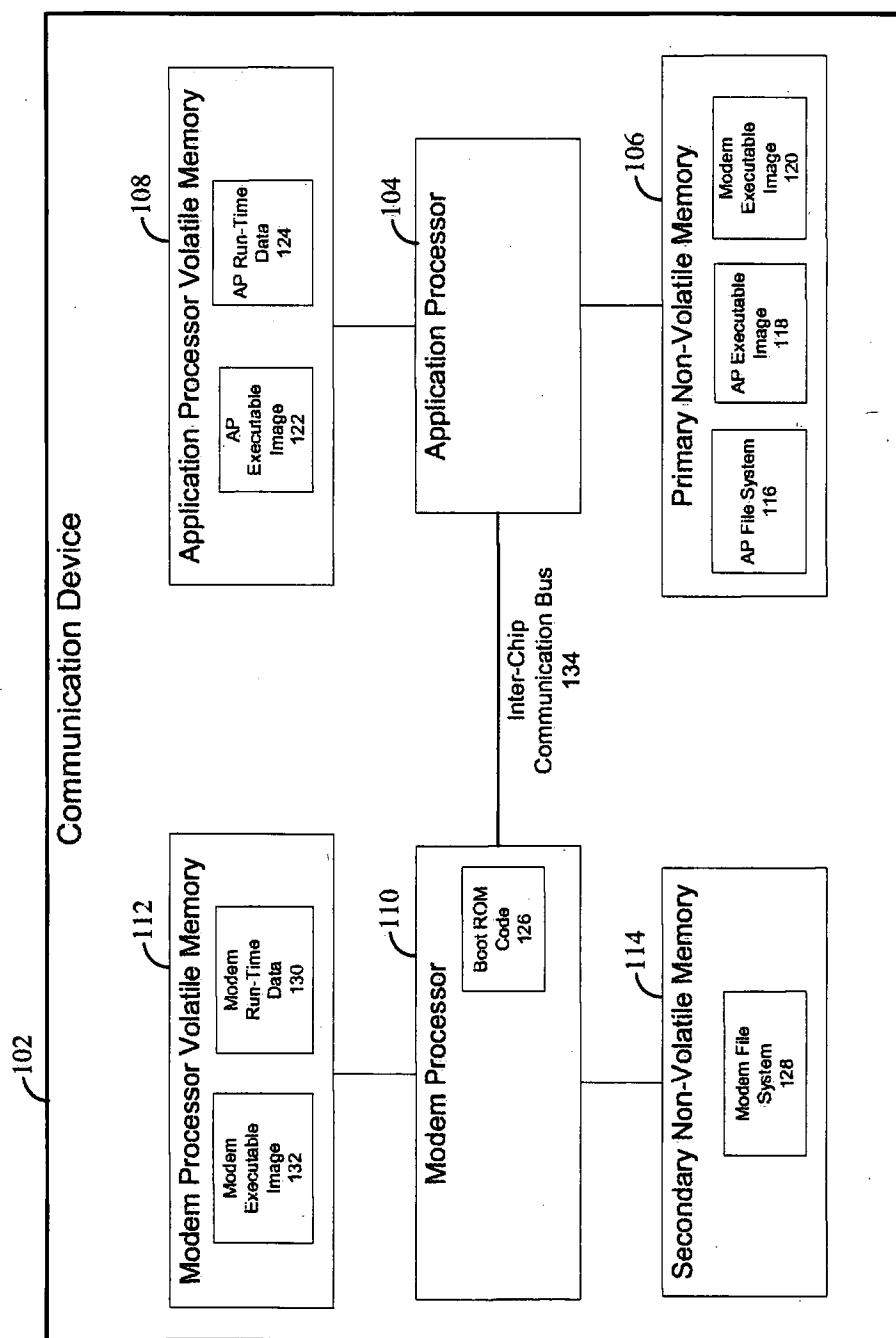 Communication Device
102
Modem Processor Volatile Memory
112
Modem
Executable
Image
132
Modem
Run-Time
Data
130
Application Processor Volatile Memory
108
AP
Executable
Image
122
AP Run-Time
Data
124
Modem Processor
110
Boot ROM
Code
126
Inter-Chip
Communication Bus
134
Application Processor
104
Secondary Non-Volatile Memory
114
Modem File
System
128
Primary Non-Volatile Memory
106
AP File System
116
AP Executable
Image
118
Modem
Executable
Image
120